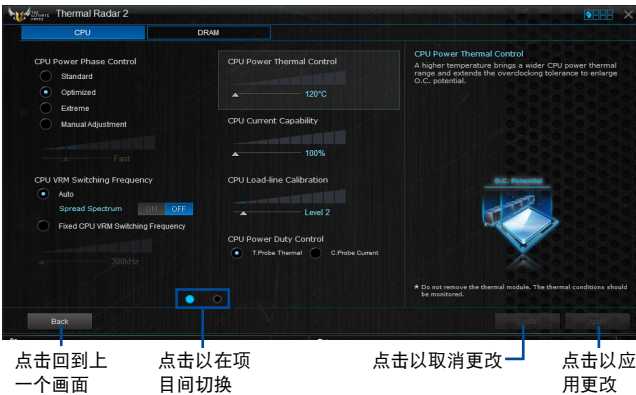 THE ULTIMATE FORCE
Thermal Radar 2
CPU
DRAM
CPU Power Phase Control
Standard
Optimized
Extreme
Manual Adjustment
Fast
CPU VRM Switching Frequency
Auto
Spread Spectrum ON OFF
Fixed CPU VRM Switching Frequency
300kHz
CPU Power Thermal Control
120°C
CPU Current Capability
100%
CPU Load-line Calibration
Level 2
CPU Power Duty Control
T.Probe Thermal
C.Probe Current
CPU Power Thermal Control
A higher temperature brings a wider CPU power thermal
range and extends the overclocking tolerance to enlarge
O.C. potential.
O.C. Potential
* Do not remove the thermal module. The thermal conditions should
be monitored.
Back
Undo
Apply
点击回到上
一个画面
点击以在项
目间切换
点击以取消更改
点击以应
用更改